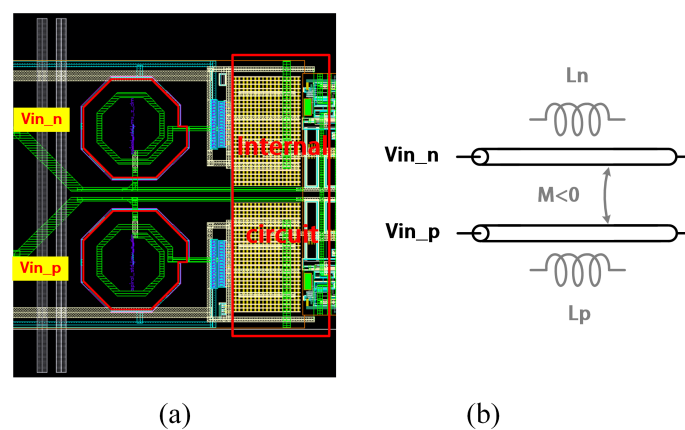 Vin_n
Internal
circuit
Vin_p
(a)
Ln
Vin_n
M<0
Vin_p
Lp
(b)